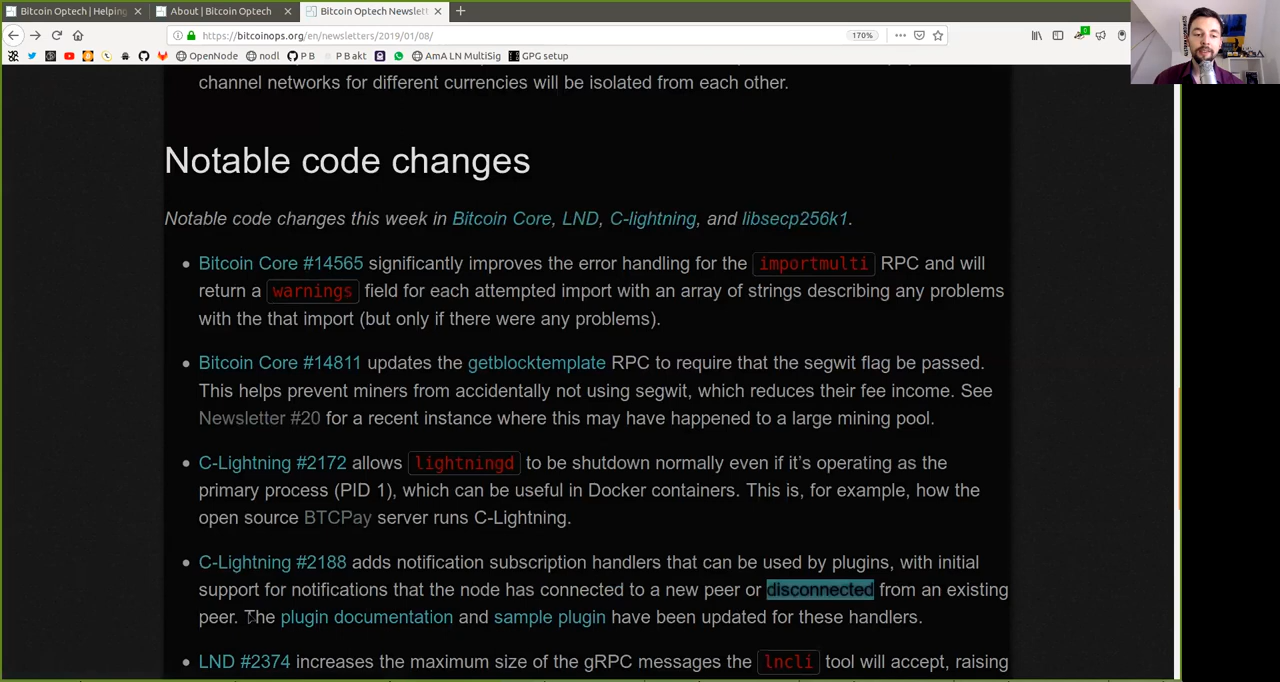 Bitcoin Optech | Helping
About | Bitcoin Optech
Bitcoin Optech Newslett
https://bitcoinops.org/en/newsletters/2019/01/08/
170%
OpenNode
nodl
P B
P B akt
AmA LN MultiSig
GPG setup
channel networks for different currencies will be isolated from each other.
Notable code changes
Notable code changes this week in Bitcoin Core, LND, C-lightning, and libsecp256k1.
Bitcoin Core #14565 significantly improves the error handling for the importmulti RPC and will
return a warnings field for each attempted import with an array of strings describing any problems
with the that import (but only if there were any problems).
Bitcoin Core #14811 updates the getblocktemplate RPC to require that the segwit flag be passed.
This helps prevent miners from accidentally not using segwit, which reduces their fee income. See
Newsletter #20 for a recent instance where this may have happened to a large mining pool.
C-Lightning #2172 allows lightningd to be shutdown normally even if it’s operating as the
primary process (PID 1), which can be useful in Docker containers. This is, for example, how the
open source BTCPay server runs C-Lightning.
C-Lightning #2188 adds notification subscription handlers that can be used by plugins, with initial
support for notifications that the node has connected to a new peer or disconnected from an existing
peer. The plugin documentation and sample plugin have been updated for these handlers.
LND #2374 increases the maximum size of the gRPC messages the lncli tool will accept, raising